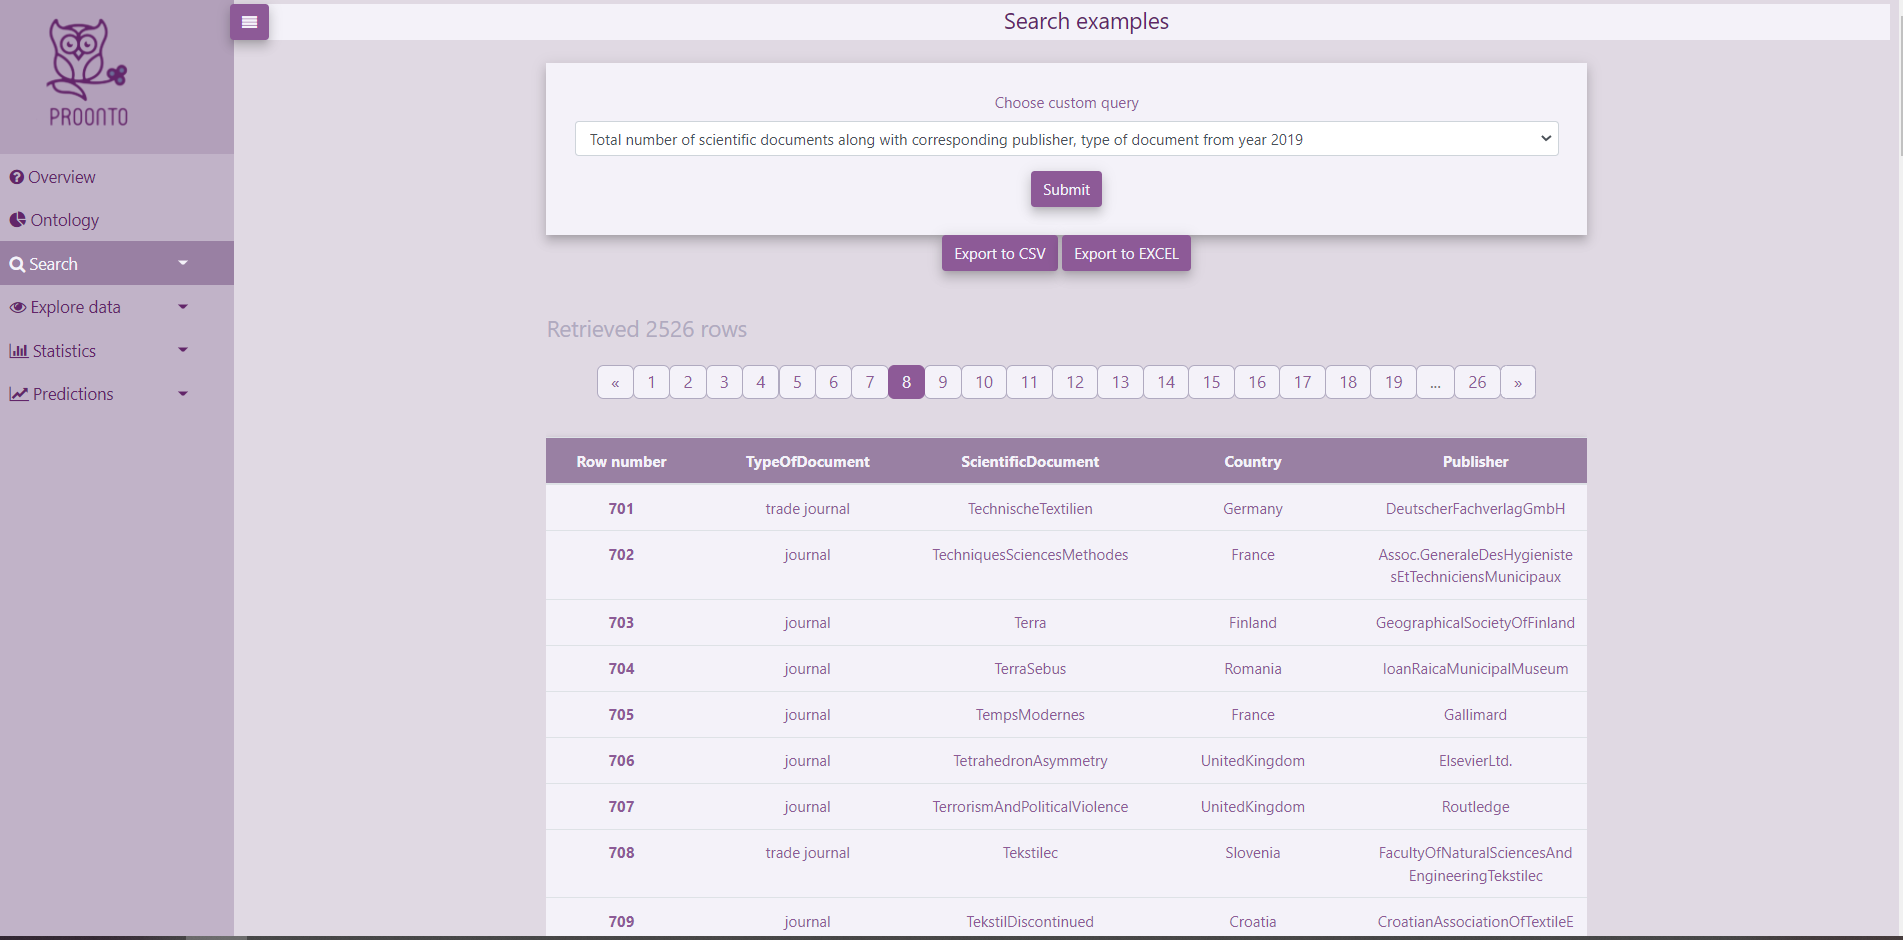 PROONTO
Overview
Ontology
Search
Explore data
Statistics
Predictions
Search examples
Choose custom query
Total number of scientific documents along with corresponding publisher, type of document from year 2019
Submit
Export to CSV Export to EXCEL
Retrieved 2526 rows
« 1 2 3 4 5 6 7 8 9 10 11 12 13 14 15 16 17 18 19 ... 26 »
Row number TypeOfDocument ScientificDocument Country Publisher
701 trade journal TechnischeTextilien Germany DeutscherFachverlagGmbH
702 journal TechniquesSciencesMethodes France Assoc.GeneraleDesHygieniste
sEtTechniciensMunicipaux
703 journal Terra Finland GeographicalSocietyOfFinland
704 journal TerraSebus Romania IoanRaicaMunicipalMuseum
705 journal TempsModernes France Gallimard
706 journal TetrahedronAsymmetry UnitedKingdom ElsevierLtd.
707 journal TerrorismAndPoliticalViolence UnitedKingdom Routledge
708 trade journal Tekstilec Slovenia FacultyOfNaturalSciencesAnd
EngineeringTekstilec
709 journal TekstilDiscontinued Croatia CroatianAssociationOfTextileE